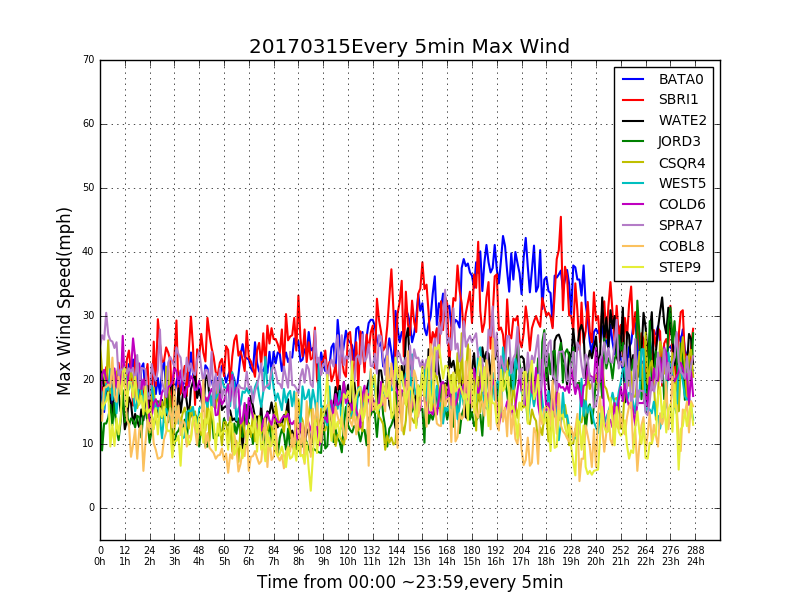 20170315Every 5min Max Wind
70
60
50
40
30
20
10
0
Max Wind Speed(mph)
BATA0
SBRI1
WATE2
JORD3
CSQR4
WEST5
COLD6
SPRA7
COBL8
STEP9
0 12 24 36 48 60 72 84 96 108 120 132 144 156 168 180 192 204 216 228 240 252 264 276 288
0h 1h 2h 3h 4h 5h 6h 7h 8h 9h 10h 11h 12h 13h 14h 15h 16h 17h 18h 19h 20h 21h 22h 23h 24h
Time from 00:00 ~23:59,every 5min